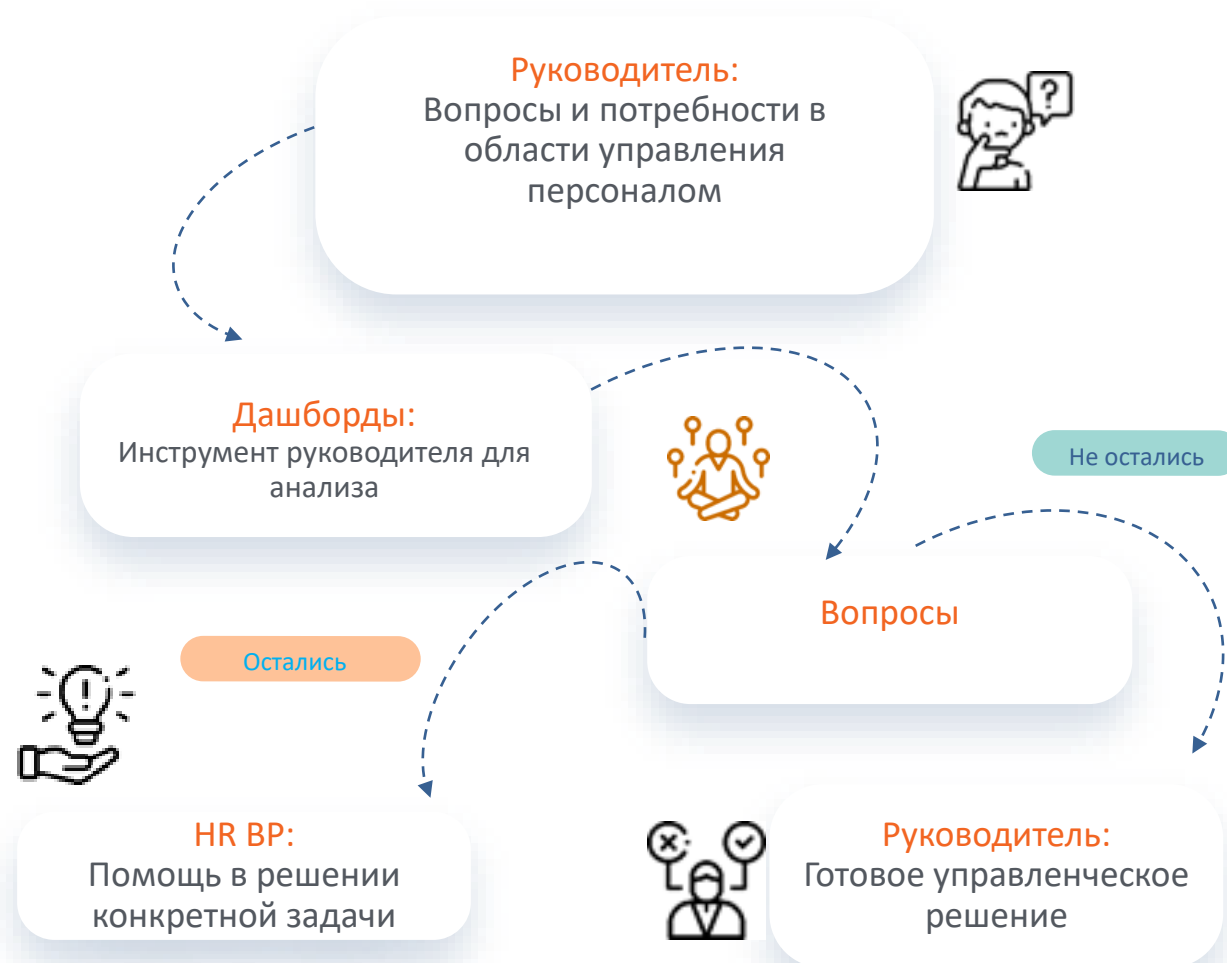 Руководитель:
Вопросы и потребности в
области управления
персоналом
?
Дашборды:
Инструмент руководителя для
анализа
Не остались
Вопросы
Остались
HR BP:
Помощь в решении
конкретной задачи
Руководитель:
Готовое управленческое
решение